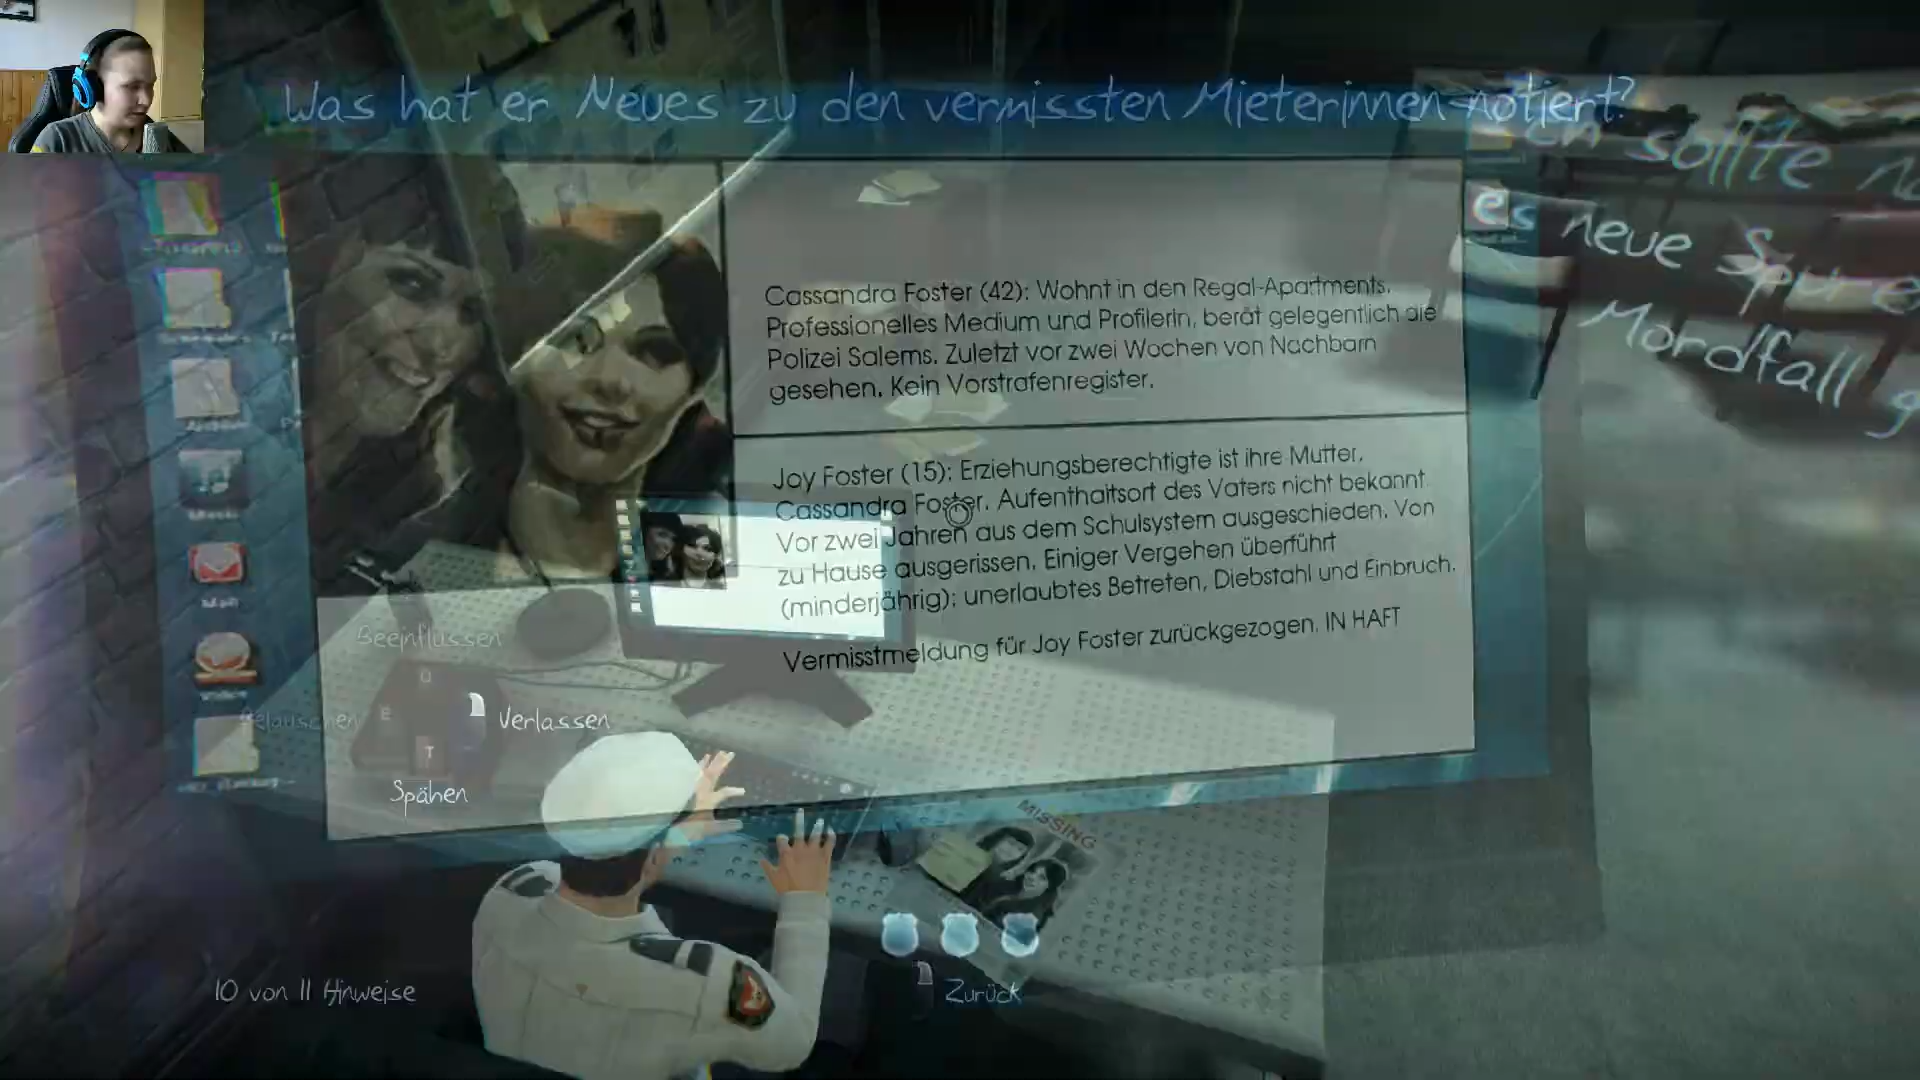 Was hat er Neues zu den vermissten Mieterinnen notiert?
sollte
es neue
Mordfall
Cassandra Foster (42): Wohnt in den Regal-Apartments.
Professionelles Medium und Profilerin, berät gelegentlich die
Polizei Salems. Zuletzt vor zwei Wochen von Nachbarn
gesehen. Kein Vorstrafenregister.
Joy Foster (15): Erziehungsberechtigte ist ihre Mutter,
Cassandra Foster. Aufenthaltsort des Vaters nicht bekannt
Vor zwei Jahren aus dem Schulsystem ausgeschieden. Von
zu Hause ausgerissen. Einiger Vergehen überführt
(minderjährig): unerlaubtes Betreten, Diebstahl und Einbruch.
Vermisstmeldung für Joy Foster zurückgezogen. IN HAFT
Beeinflussen
Q
Belauschen
E
Verlassen
T
Spähen
MISSING
10 von 11 Hinweise
Zurück